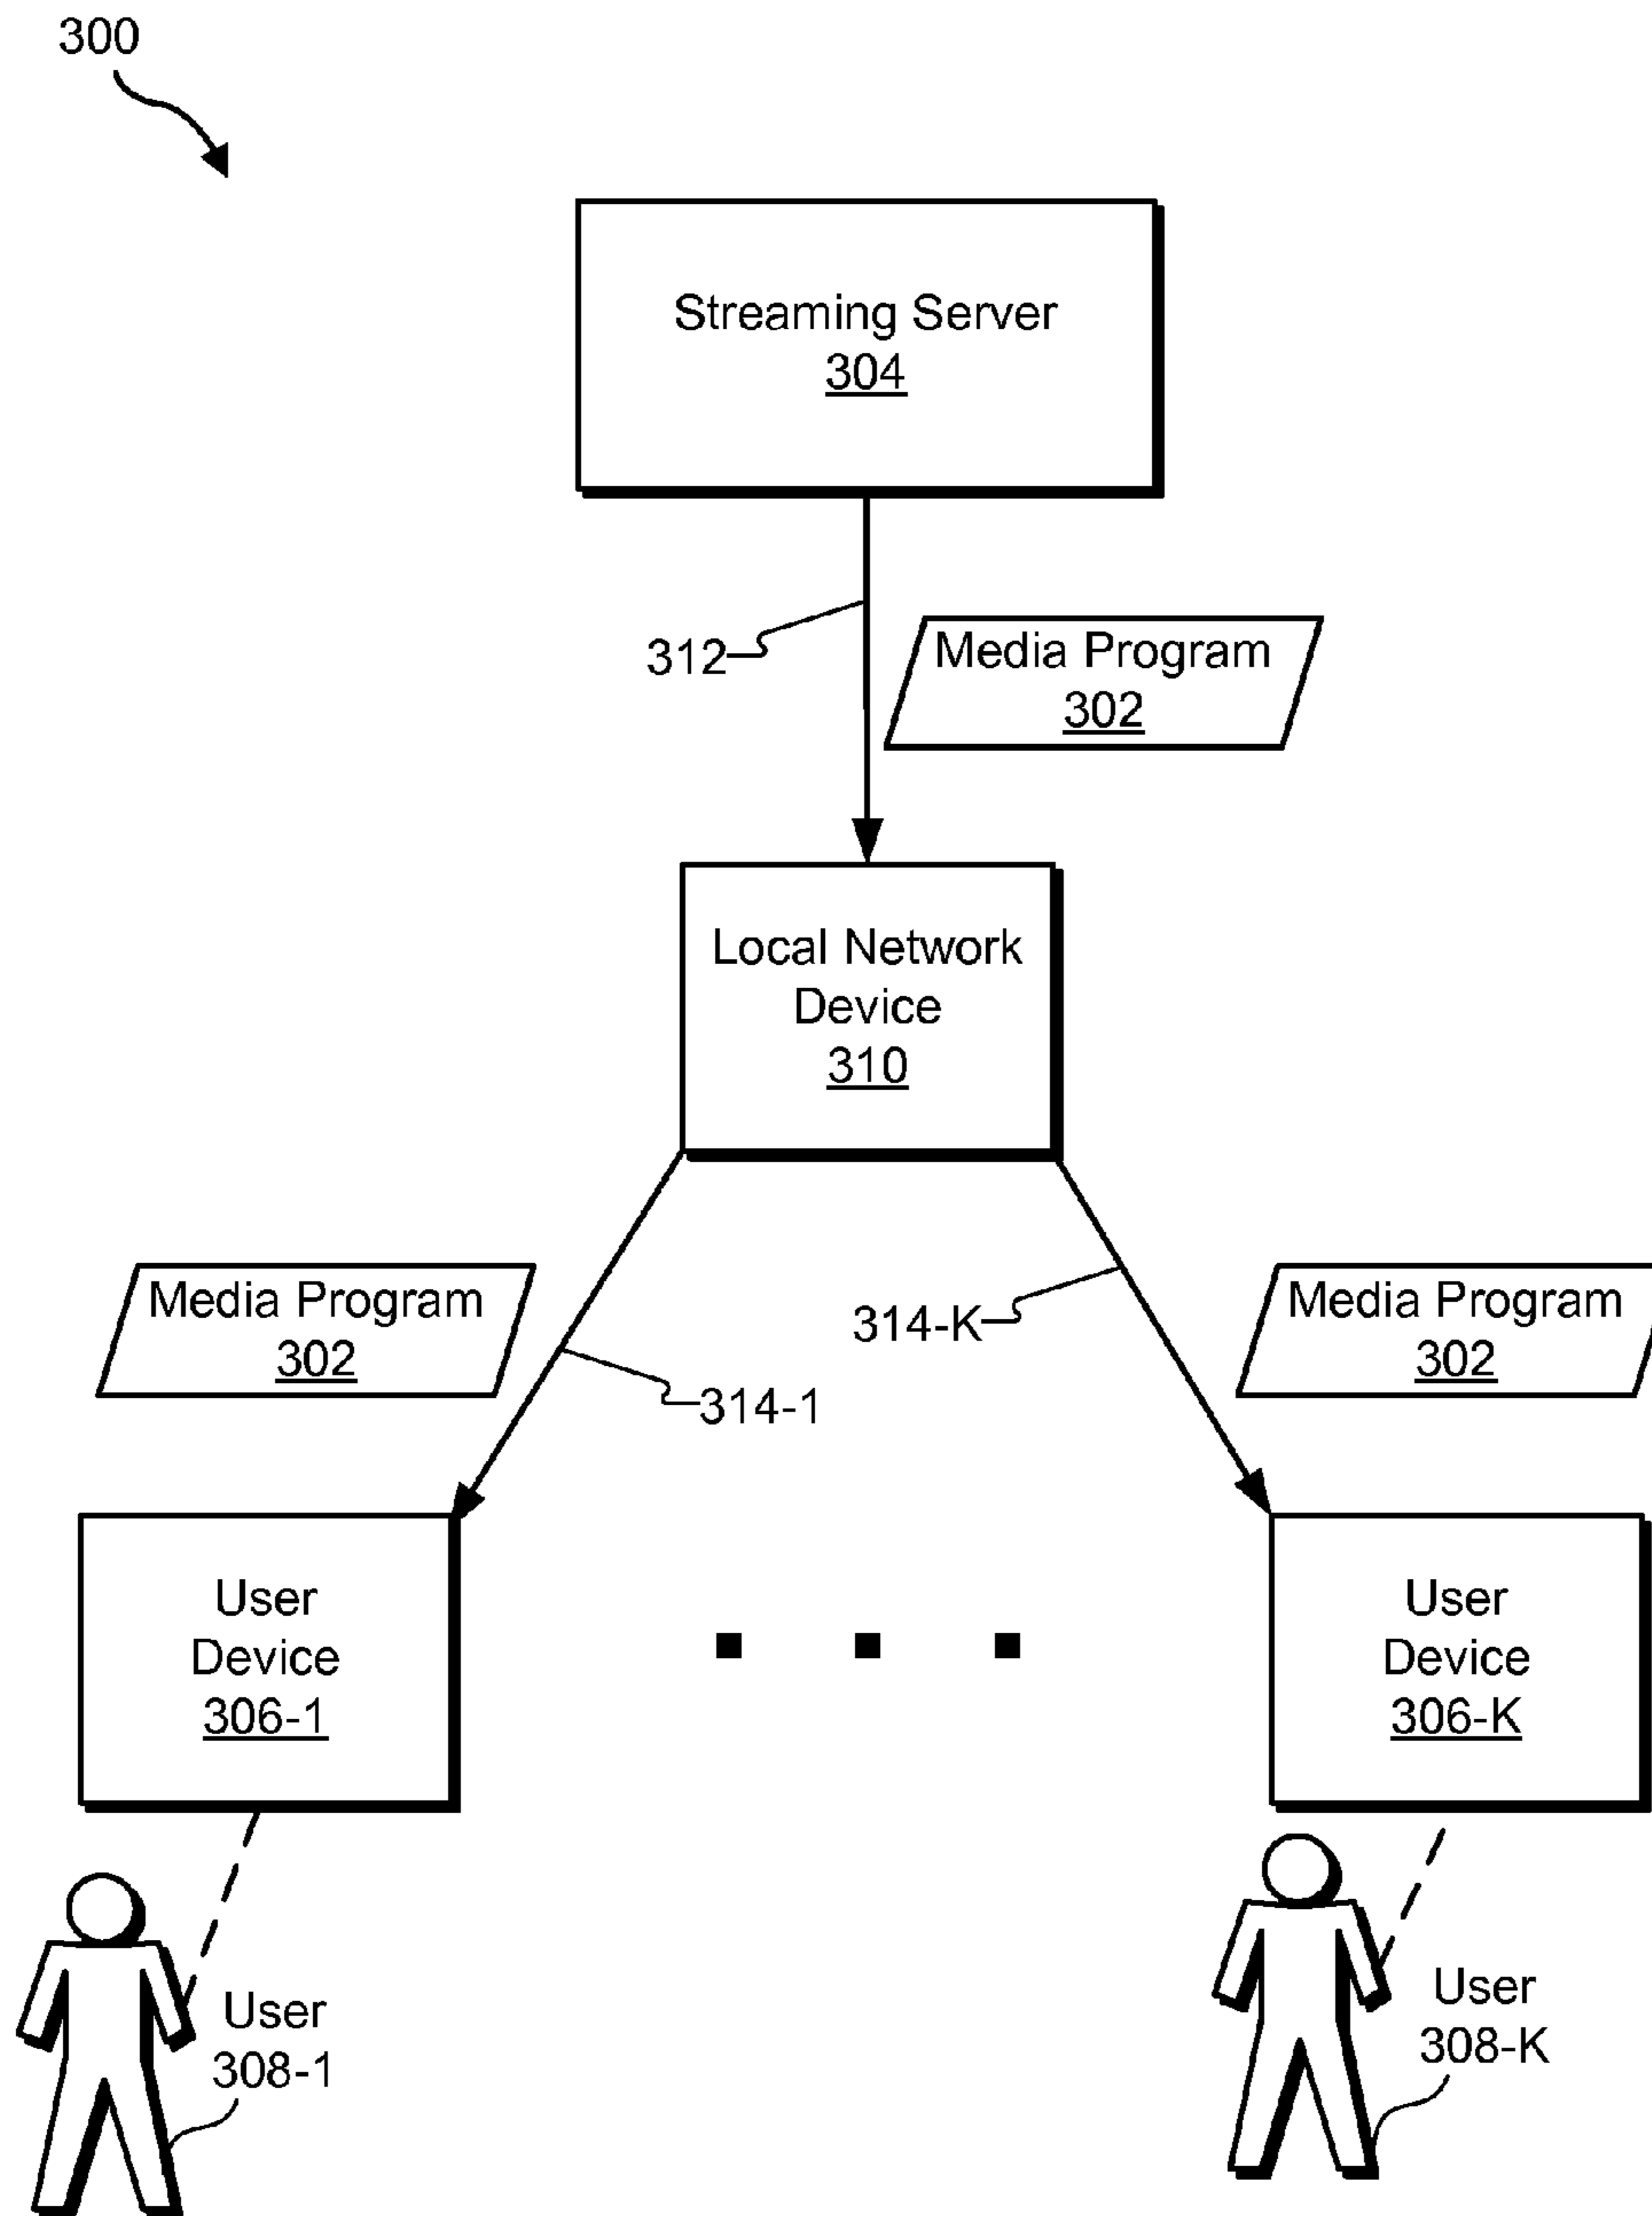 300
Streaming Server
304
312
Media Program
302
Local Network
Device
310
Media Program
302
314-1
314-K
Media Program
302
User
Device
306-1
User
Device
306-K
User
308-1
User
308-K